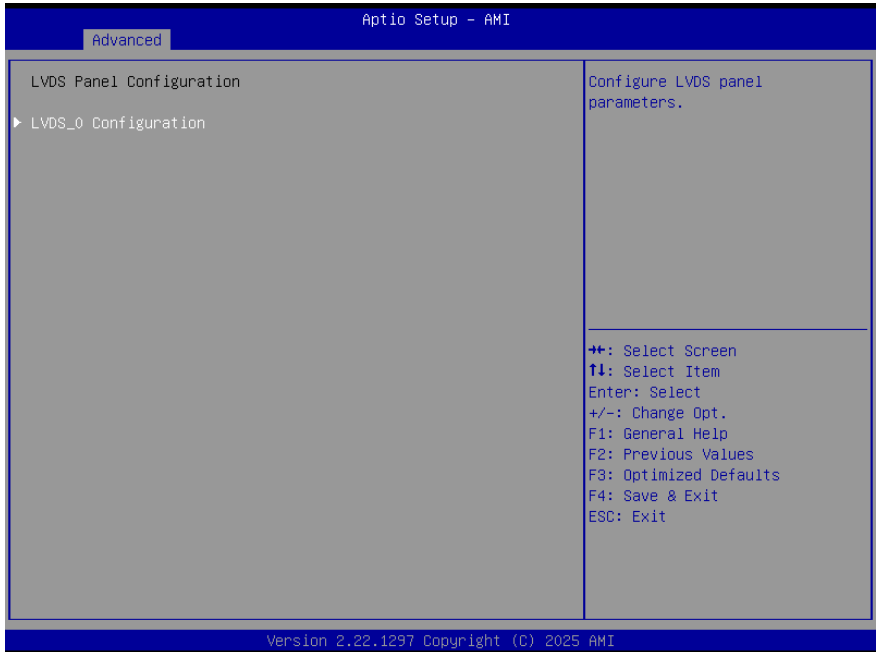 Aptio Setup – AMI
Advanced
LVDS Panel Configuration
▶ LVDS_0 Configuration
Configure LVDS panel
parameters.
→←: Select Screen
↑↓: Select Item
Enter: Select
+/-: Change Opt.
F1: General Help
F2: Previous Values
F3: Optimized Defaults
F4: Save & Exit
ESC: Exit
Version 2.22.1297 Copyright (C) 2025 AMI